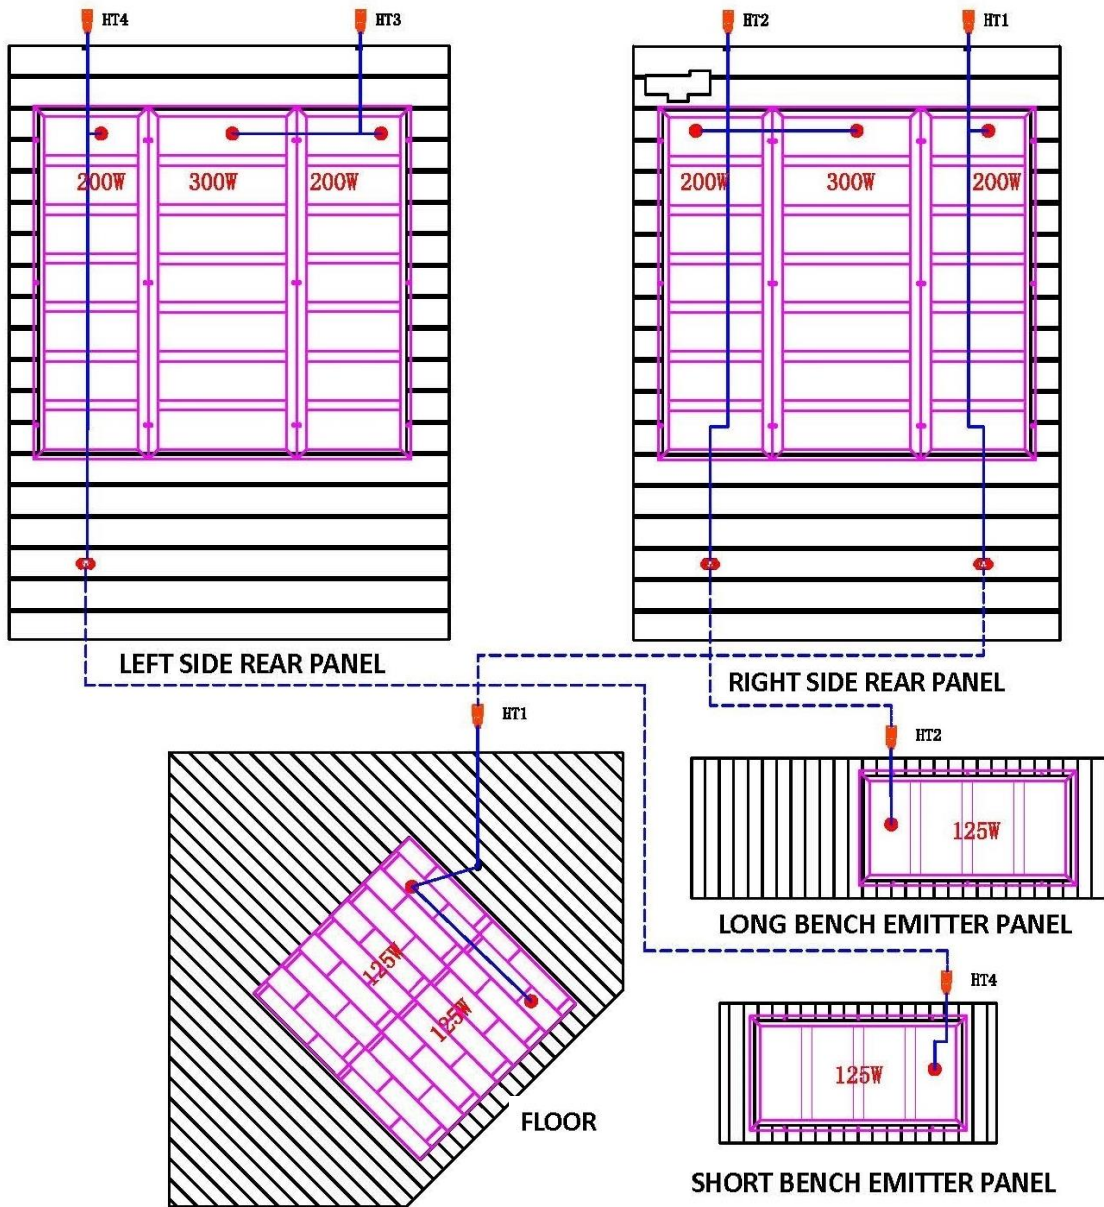 HT4 HT3 HT2 HT1
200W 300W 200W 200W 300W 200W
LEFT SIDE REAR PANEL
RIGHT SIDE REAR PANEL
HT1
HT2
125W
LONG BENCH EMITTER PANEL
125W
125W
HT4
125W
FLOOR
SHORT BENCH EMITTER PANEL